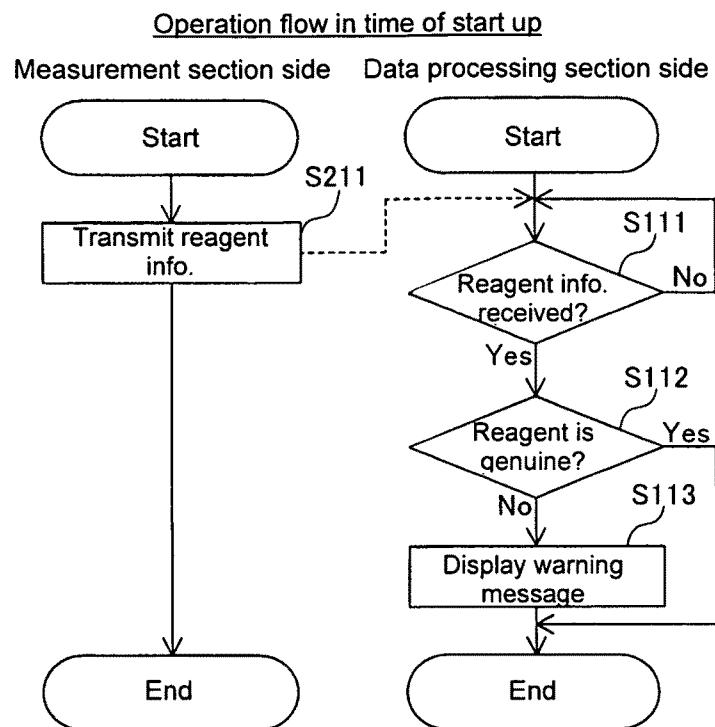 Operation flow in time of start up
Measurement section side
Data processing section side
Start
Start
S211
Transmit reagent
info.
S111
Reagent info.
received?
No
Yes
S112
Reagent is
genuine?
Yes
No
S113
Display warning
message
End
End